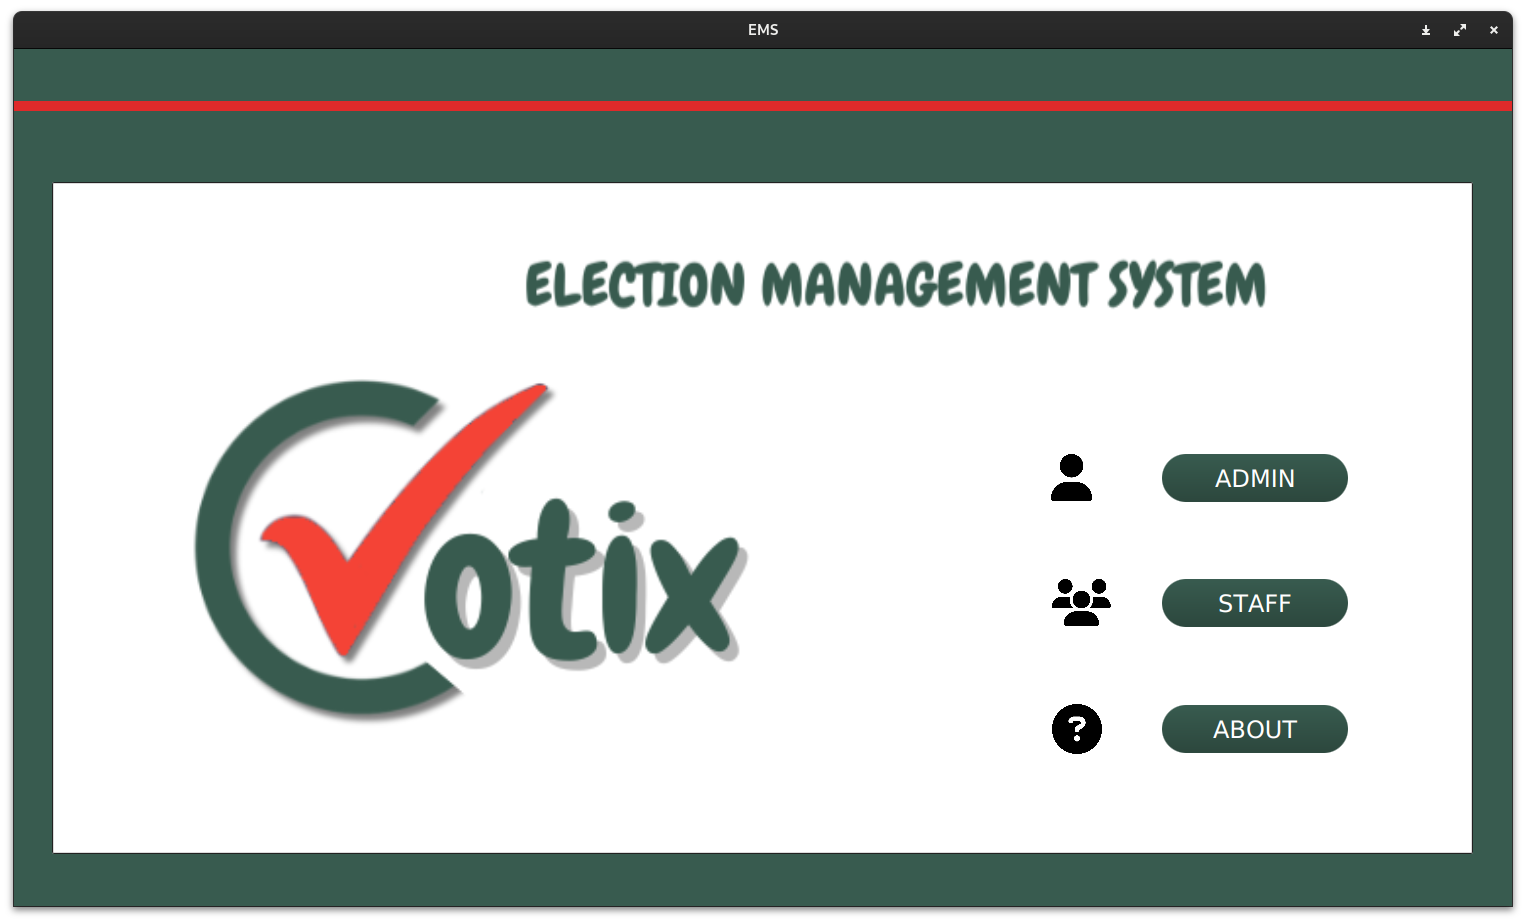 EMS
ELECTION MANAGEMENT SYSTEM
Votix
ADMIN
STAFF
?
ABOUT